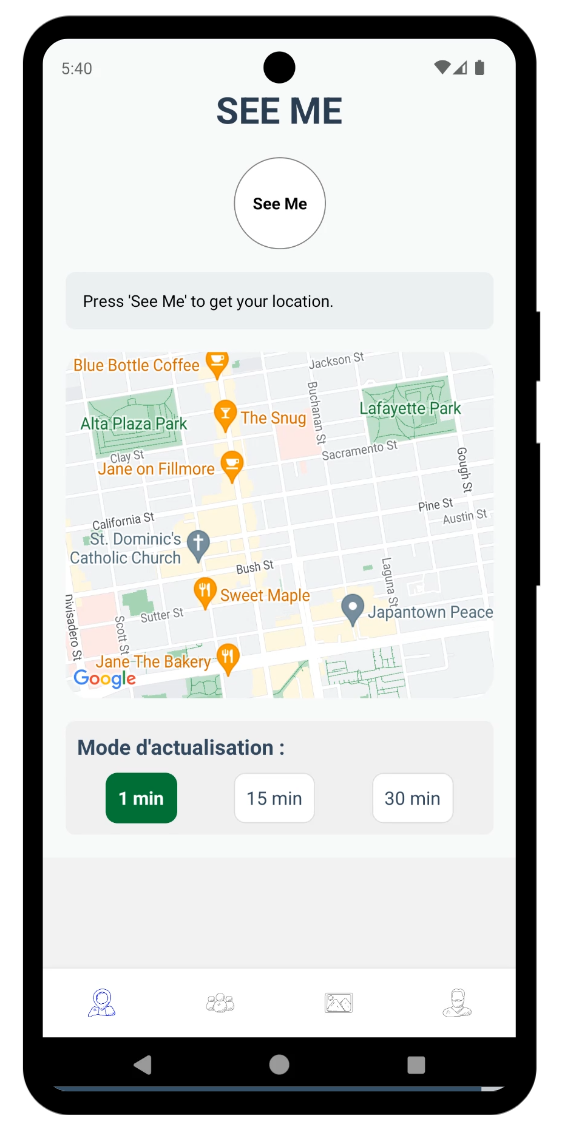 5:40
SEE ME
See Me
Press 'See Me' to get your location.
Blue Bottle Coffee
Jackson St
Buchanan St
Lafayette Park
The Snug
Alta Plaza Park
Clay St
Sacramento St
Jane on Fillmore
Gough St
Pine St
Austin St
California St
St. Dominic's
Catholic Church
Bush St
Laguna St
Sweet Maple
Japantown Peace
Sutter St
Scott St
nivisadero St
Jane The Bakery
Google
Mode d'actualisation :
1 min 15 min 30 min